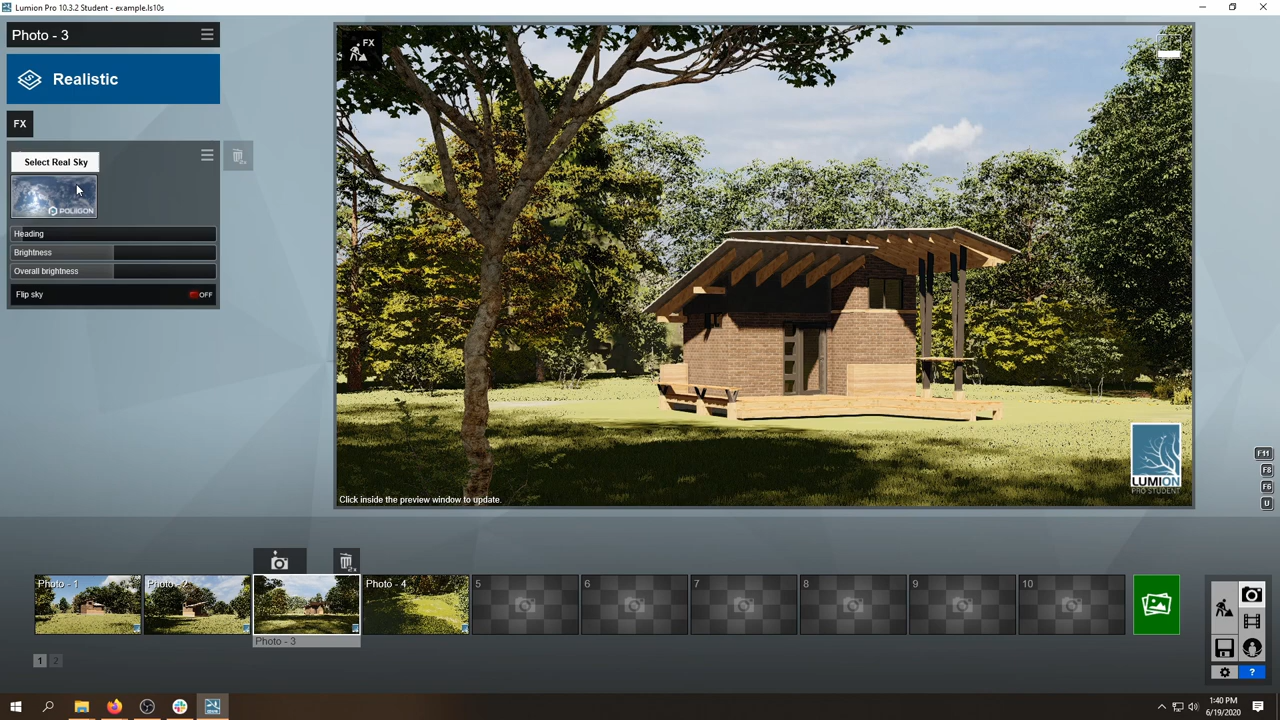 Lumion Pro 10.3.2 Student - example.ls10s
Photo - 3
Realistic
FX
FX
Select Real Sky
POLIIGON
Heading
Brightness
Overall brightness
Flip sky
OFF
Click inside the preview window to update.
LUMION
PRO STUDENT
F11
F8
F6
U
Photo - 1
Photo - 2
Photo - 4
5
6
7
8
9
10
Photo - 3
1
2
?
1:40 PM
6/19/2020